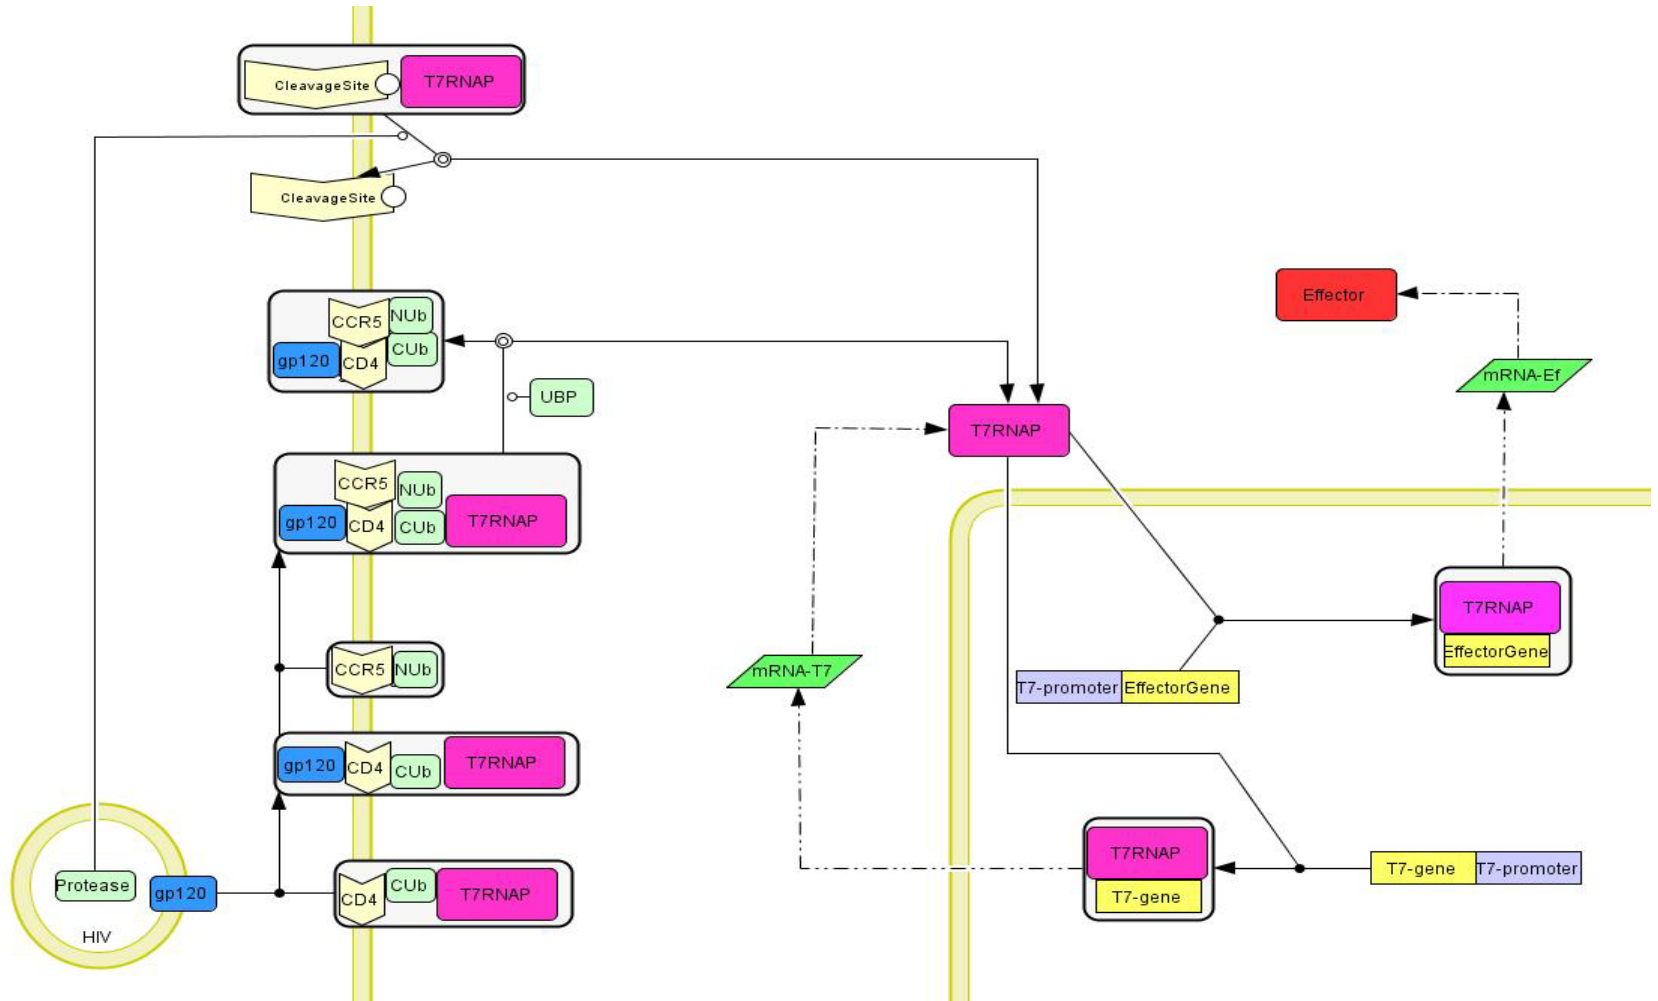 CleavageSite
T7RNAP
CleavageSite
CCR5
NUb
gp120
CD4
CUb
UBP
CCR5
NUb
gp120
CD4
CUb
T7RNAP
CCR5
NUb
gp120
CD4
CUb
T7RNAP
Protease
gp120
HIV
CD4
CUb
T7RNAP
Effector
mRNA-Ef
T7RNAP
T7RNAP
EffectorGene
mRNA-T7
T7-promoter
EffectorGene
T7RNAP
T7-gene
T7-gene
T7-promoter